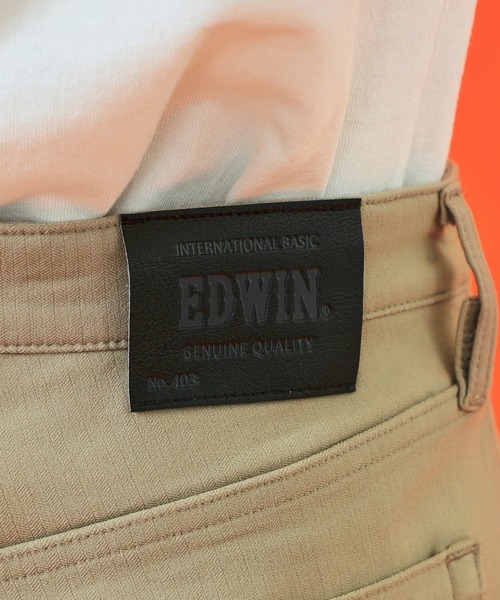 INTERNATIONAL BASIC
EDWIN®
GENUINE QUALITY
No. 403